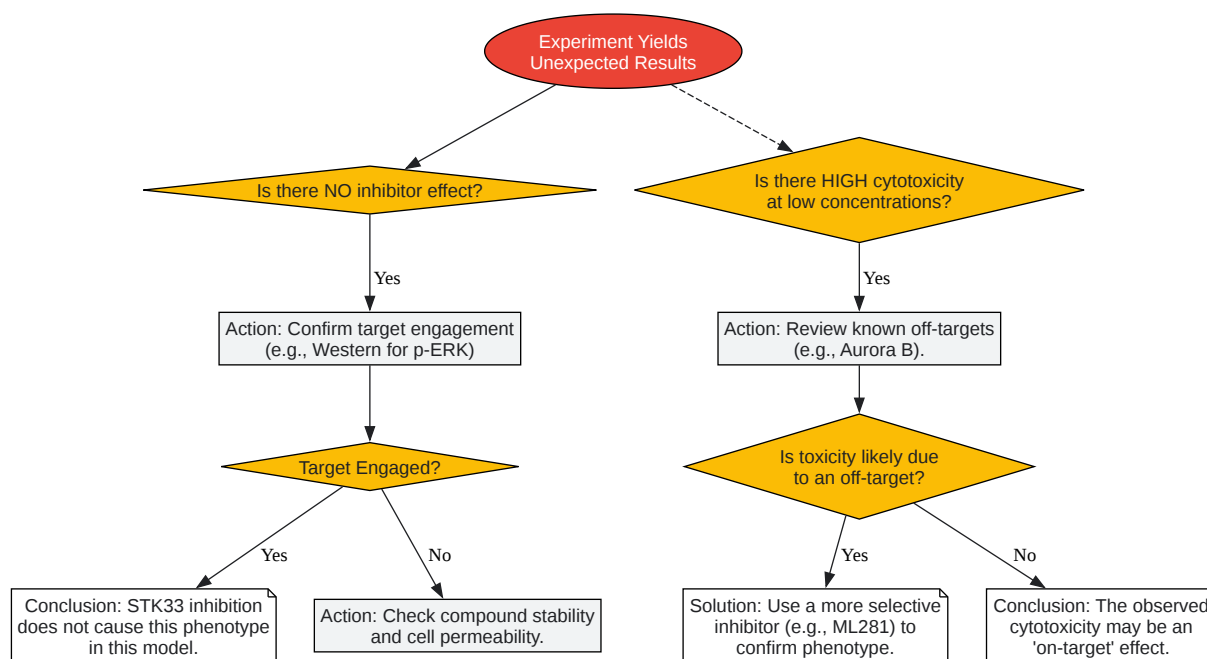 Experiment Yields
Unexpected Results
Is there NO inhibitor effect?
Is there HIGH cytotoxicity
at low concentrations?
Yes
Yes
Action: Confirm target engagement
(e.g., Western for p-ERK)
Action: Review known off-targets
(e.g., Aurora B).
Target Engaged?
Is toxicity likely due
to an off-target?
Yes
No
Yes
No
Conclusion: STK33 inhibition
does not cause this phenotype
in this model.
Action: Check compound stability
and cell permeability.
Solution: Use a more selective
inhibitor (e.g., ML281) to
confirm phenotype.
Conclusion: The observed
cytotoxicity may be an
'on-target' effect.